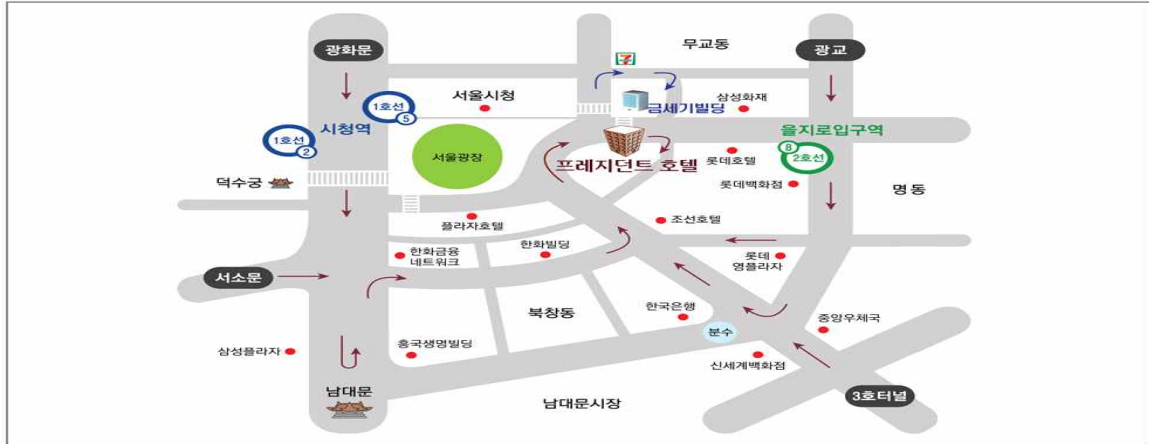 광화문
무교동
광교
7
1호선
5
서울시청
금세기빌딩
삼성화재
시청역
1호선
2
을지로입구역
8
2호선
서울광장
프레지던트 호텔
롯데호텔
롯데백화점
명동
덕수궁
플라자호텔
조선호텔
한화금융
네트워크
한화빌딩
롯데
영플라자
서소문
북창동
한국은행
분수
중앙우체국
삼성플라자
흥국생명빌딩
신세계백화점
남대문
남대문시장
3호터널